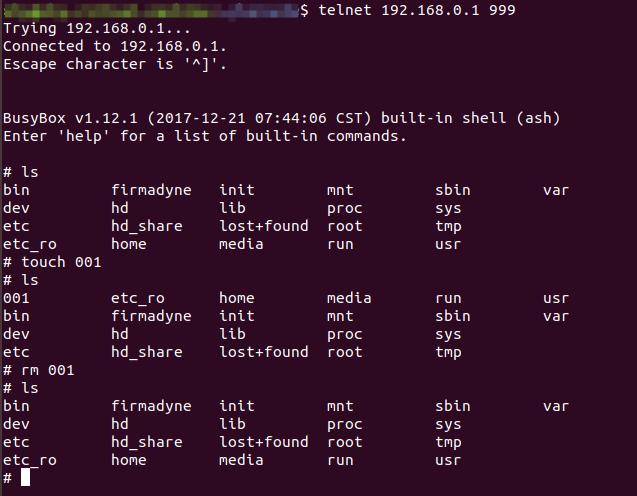 $ telnet 192.168.0.1 999
Trying 192.168.0.1...
Connected to 192.168.0.1.
Escape character is '^]'.
BusyBox v1.12.1 (2017-12-21 07:44:06 CST) built-in shell (ash)
Enter 'help' for a list of built-in commands.
# ls
bin firmadyne init mnt sbin var
dev hd lib proc sys
etc hd_share lost+found root tmp
etc_ro home media run usr
# touch 001
# ls
001 etc_ro home media run usr
bin firmadyne init mnt sbin var
dev hd lib proc sys
etc hd_share lost+found root tmp
# rm 001
# ls
bin firmadyne init mnt sbin var
dev hd lib proc sys
etc hd_share lost+found root tmp
etc_ro home media run usr
#